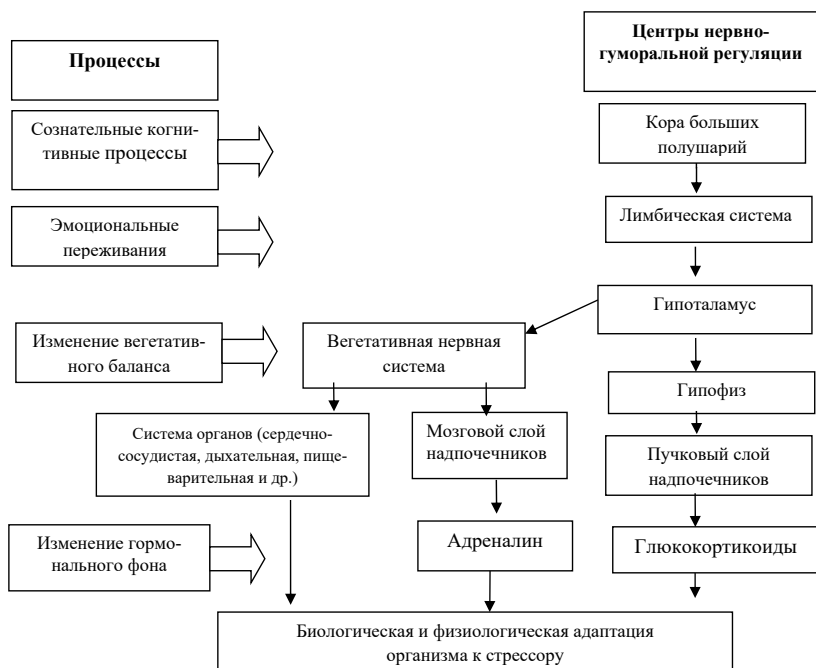 Процессы
Центры нервно-
гуморальной регуляции
Сознательные когни-
тивные процессы
Кора больших
полушарий
Эмоциональные
переживания
Лимбическая система
Гипоталамус
Изменение вегетатив-
ного баланса
Вегетативная нервная
система
Гипофиз
Система органов (сердечно-
сосудистая, дыхательная, пище-
варительная и др.)
Мозговой слой
надпочечников
Пучковый слой
надпочечников
Изменение гормо-
нального фона
Адреналин
Глюкокортикоиды
Биологическая и физиологическая адаптация
организма к стрессору